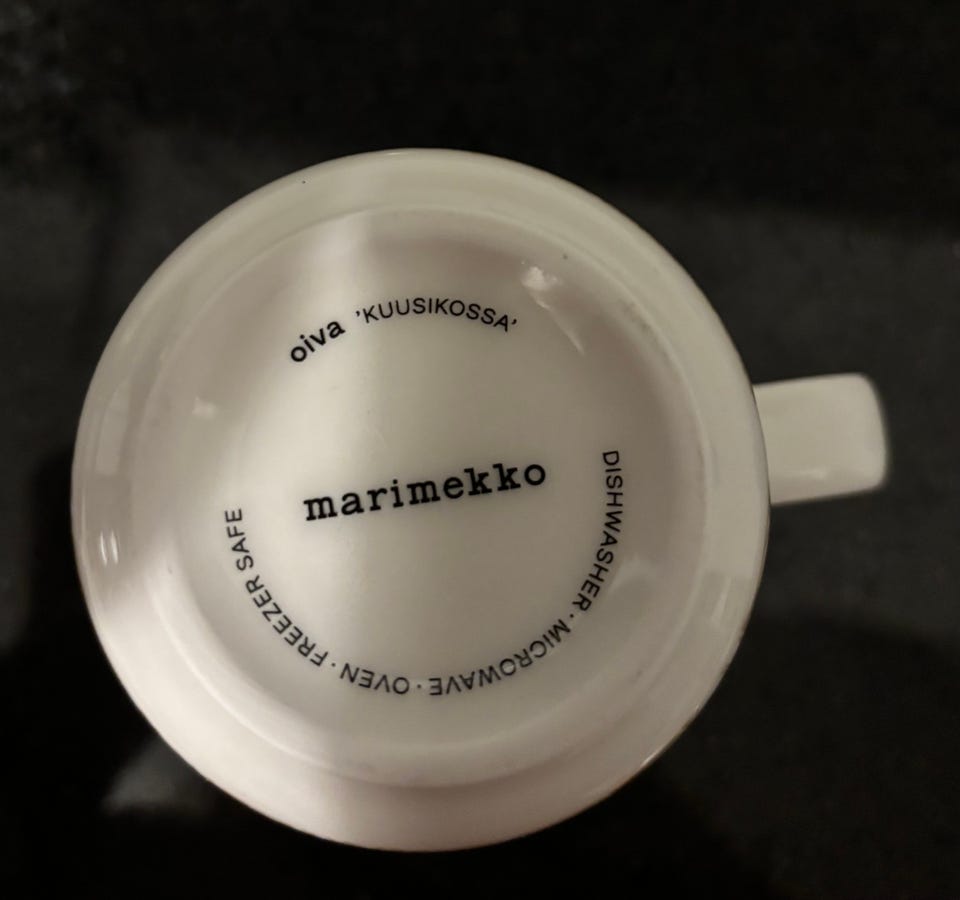 oiva 'KUUSIKOSSA'
marimekko
DISHWASHER · MICROWAVE · OVEN · FREEZER SAFE